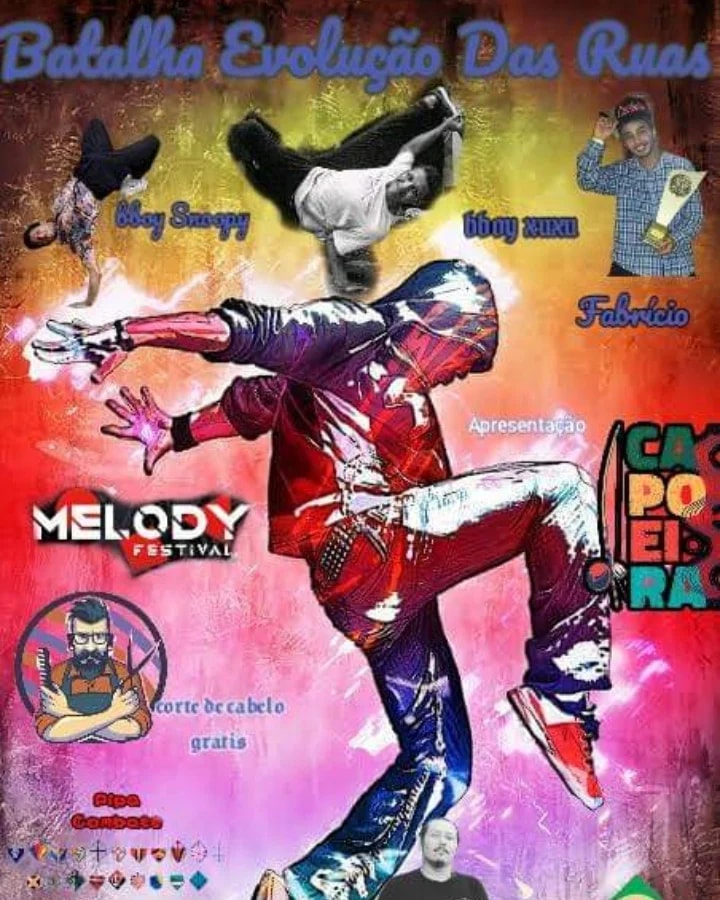 Batalha Evolução Das Ruas
bboy Snoopy
bboy xuxu
Fabrício
Apresentação
CA
PO
EI
RA
MELODY
FESTIVAL
corte de cabelo
gratis
Pipa
Combate